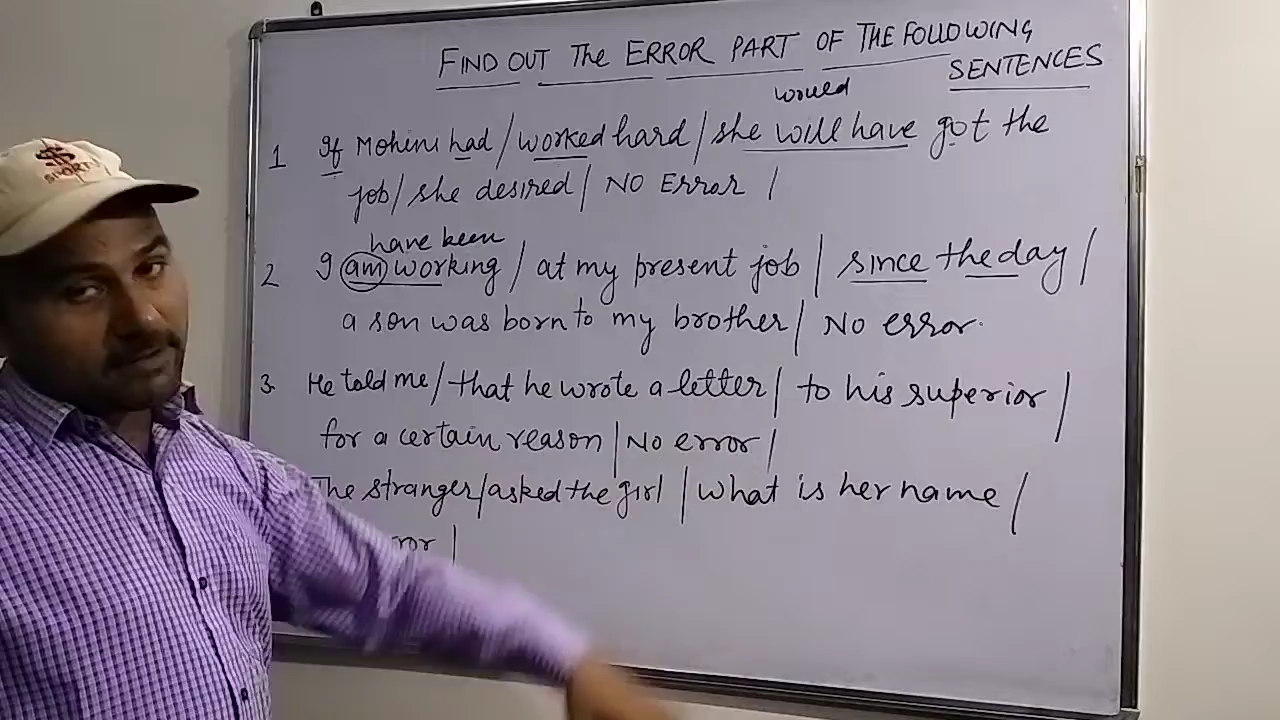 FIND OUT The ERROR PART OF THE FOLLOWING
SENTENCES
would
1 If Mohini had / worked hard / she will have got the
job / she desired / NO Error /
have been
2 I am working / at my present job / since the day /
a son was born to my brother / No error.
3. He told me / that he wrote a letter / to his superior /
for a certain reason / No error /
The stranger / asked the girl / what is her name /
ror /